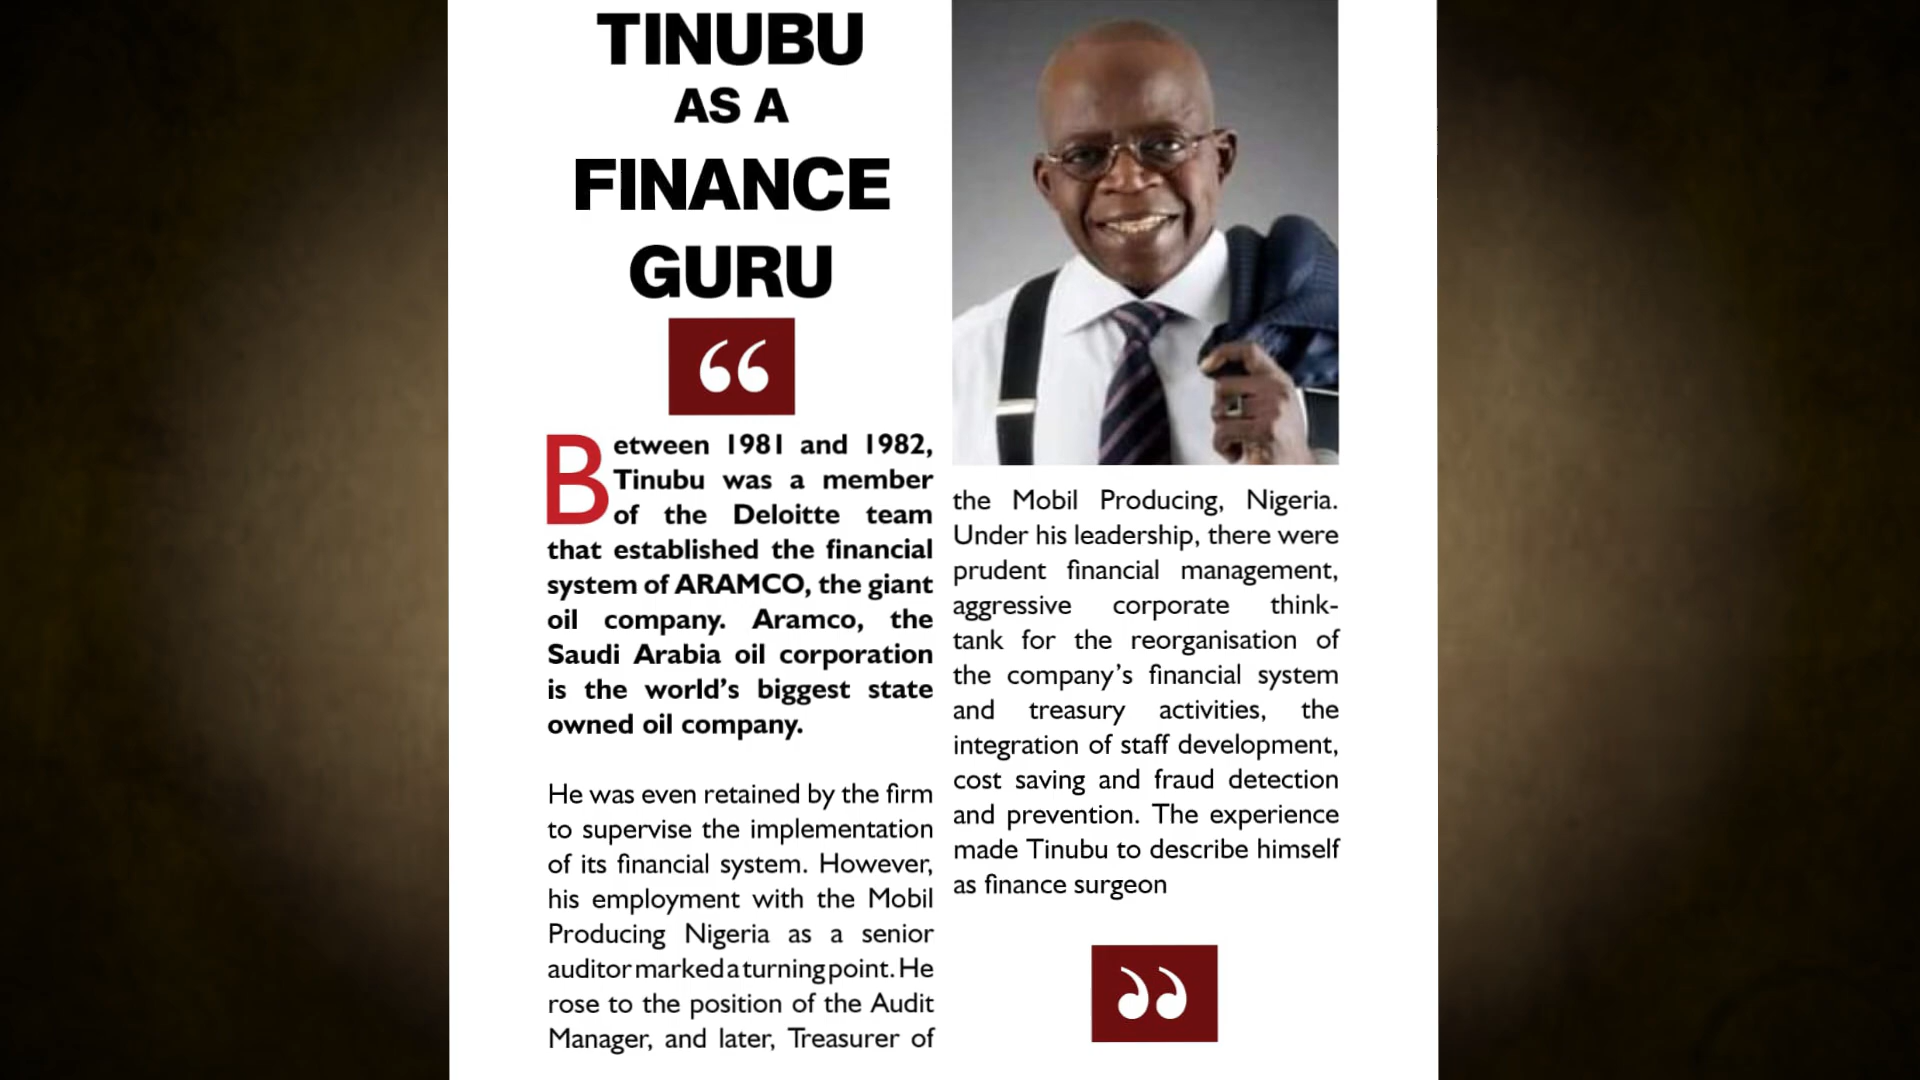 TINUBU
AS A
FINANCE
GURU
“
Between 1981 and 1982,
Tinubu was a member
of the Deloitte team
that established the financial
system of ARAMCO, the giant
oil company. Aramco, the
Saudi Arabia oil corporation
is the world’s biggest state
owned oil company.
He was even retained by the firm
to supervise the implementation
of its financial system. However,
his employment with the Mobil
Producing Nigeria as a senior
auditor marked a turning point. He
rose to the position of the Audit
Manager, and later, Treasurer of
the Mobil Producing, Nigeria.
Under his leadership, there were
prudent financial management,
aggressive corporate think-
tank for the reorganisation of
the company’s financial system
and treasury activities, the
integration of staff development,
cost saving and fraud detection
and prevention. The experience
made Tinubu to describe himself
as finance surgeon
”